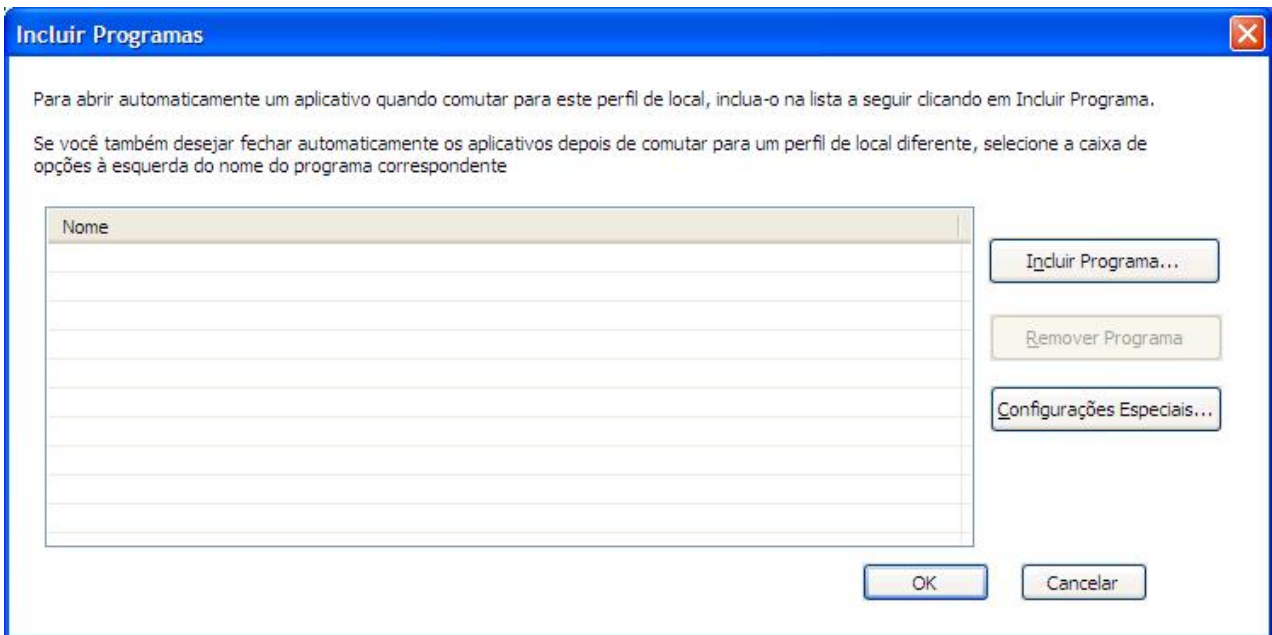 Incluir Programas
Para abrir automaticamente um aplicativo quando comutar para este perfil de local, inclua-o na lista a seguir clicando em Incluir Programa.
Se você também desejar fechar automaticamente os aplicativos depois de comutar para um perfil de local diferente, selecione a caixa de
opções à esquerda do nome do programa correspondente
Nome
Incluir Programa...
Remover Programa
Configurações Especiais...
OK
Cancelar